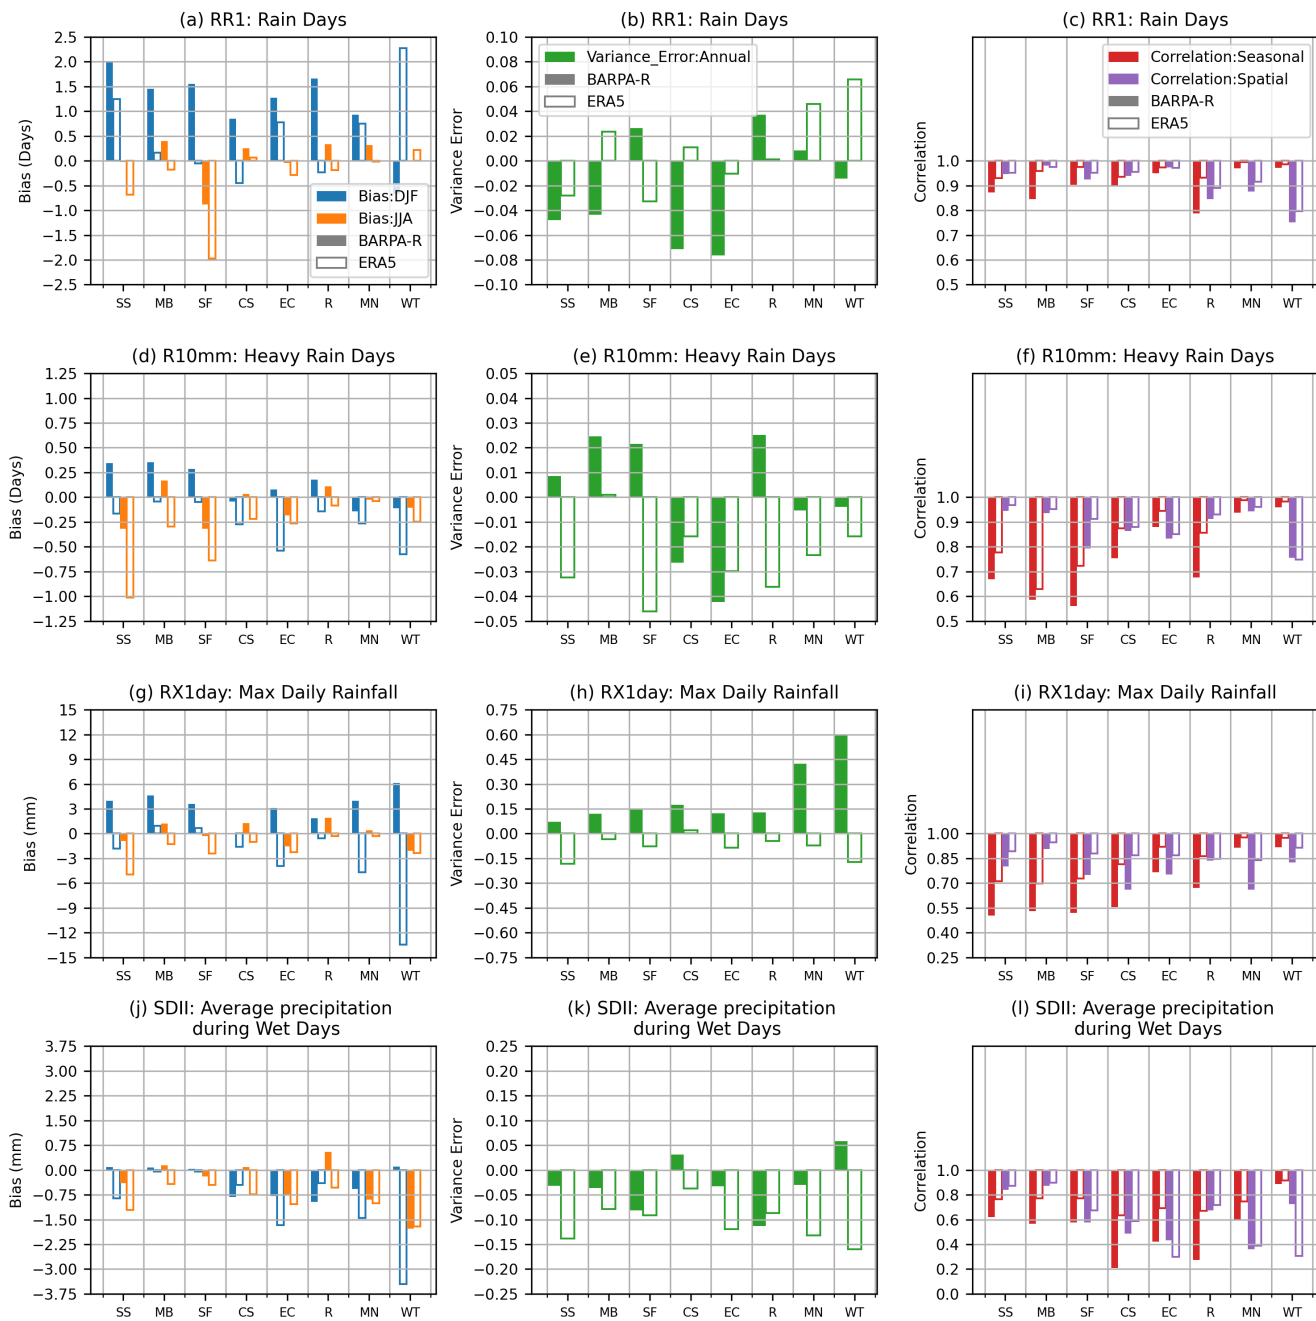 (a) RR1: Rain Days
(b) RR1: Rain Days
(c) RR1: Rain Days
Bias (Days)
2.5
2.0
1.5
1.0
0.5
0.0
−0.5
−1.0
−1.5
−2.0
−2.5
Bias:DJF
Bias:JJA
BARPA-R
ERA5
SS MB SF CS EC R MN WT
Variance Error
0.10
0.08
0.06
0.04
0.02
0.00
−0.02
−0.04
−0.06
−0.08
−0.10
Variance_Error:Annual
BARPA-R
ERA5
SS MB SF CS EC R MN WT
Correlation
1.0
0.9
0.8
0.7
0.6
0.5
Correlation:Seasonal
Correlation:Spatial
BARPA-R
ERA5
SS MB SF CS EC R MN WT
(d) R10mm: Heavy Rain Days
(e) R10mm: Heavy Rain Days
(f) R10mm: Heavy Rain Days
Bias (Days)
1.25
1.00
0.75
0.50
0.25
0.00
−0.25
−0.50
−0.75
−1.00
−1.25
SS MB SF CS EC R MN WT
Variance Error
0.05
0.04
0.03
0.02
0.01
0.00
−0.01
−0.02
−0.03
−0.04
−0.05
SS MB SF CS EC R MN WT
Correlation
1.0
0.9
0.8
0.7
0.6
0.5
SS MB SF CS EC R MN WT
(g) RX1day: Max Daily Rainfall
(h) RX1day: Max Daily Rainfall
(i) RX1day: Max Daily Rainfall
Bias (mm)
15
12
9
6
3
0
−3
−6
−9
−12
−15
SS MB SF CS EC R MN WT
Variance Error
0.75
0.60
0.45
0.30
0.15
0.00
−0.15
−0.30
−0.45
−0.60
−0.75
SS MB SF CS EC R MN WT
Correlation
1.00
0.85
0.70
0.55
0.40
0.25
SS MB SF CS EC R MN WT
(j) SDII: Average precipitation
during Wet Days
(k) SDII: Average precipitation
during Wet Days
(l) SDII: Average precipitation
during Wet Days
Bias (mm)
3.75
3.00
2.25
1.50
0.75
0.00
−0.75
−1.50
−2.25
−3.00
−3.75
SS MB SF CS EC R MN WT
Variance Error
0.25
0.20
0.15
0.10
0.05
0.00
−0.05
−0.10
−0.15
−0.20
−0.25
SS MB SF CS EC R MN WT
Correlation
1.0
0.8
0.6
0.4
0.2
0.0
SS MB SF CS EC R MN WT